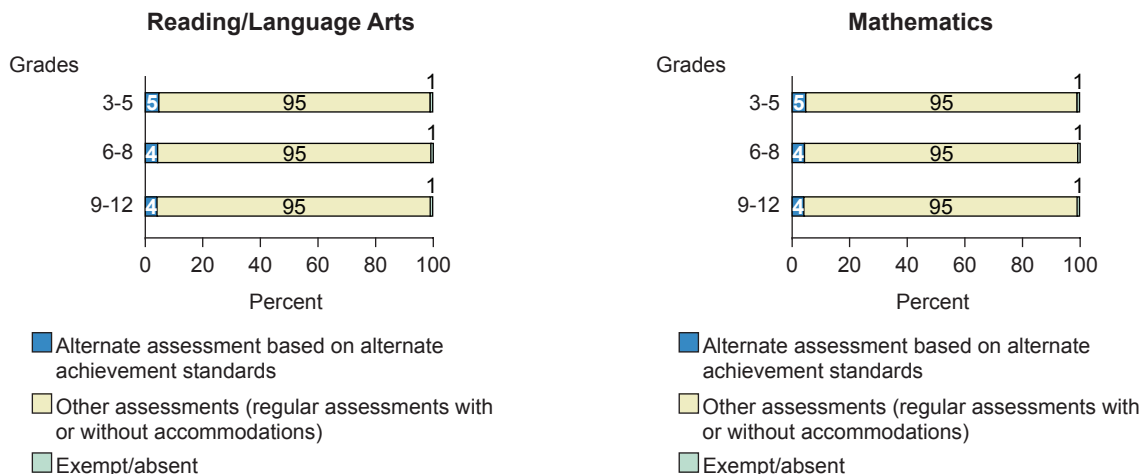 Reading/Language Arts
Grades
1
3-5
5
95
1
6-8
4
95
1
9-12
4
95
0 20 40 60 80 100
Percent
Alternate assessment based on alternate
achievement standards
Other assessments (regular assessments with
or without accommodations)
Exempt/absent
Mathematics
Grades
1
3-5
5
95
1
6-8
4
95
1
9-12
4
95
0 20 40 60 80 100
Percent
Alternate assessment based on alternate
achievement standards
Other assessments (regular assessments with
or without accommodations)
Exempt/absent